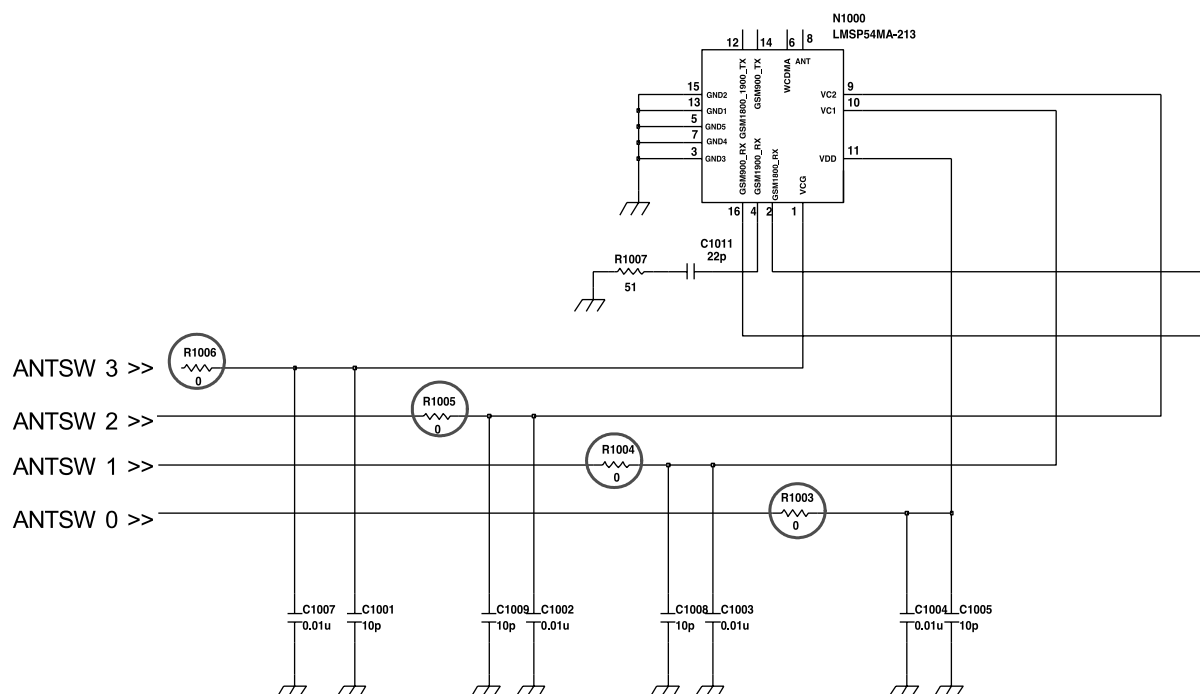 N1000
LMSP54MA-213
12
14
6
8
GSM1800_1900_TX
GSM900_TX
WCDMA
ANT
15
GND2
13
GND1
5
GND5
7
GND4
3
GND3
VC2
9
VC1
10
VDD
11
GSM900_RX
GSM1900_RX
GSM1800_RX
VCG
16
4
2
1
C1011
22p
R1007
51
ANTSW 3 >>
R1006
0
ANTSW 2 >>
R1005
0
ANTSW 1 >>
R1004
0
ANTSW 0 >>
R1003
0
C1007
0.01u
C1001
10p
C1009
10p
C1002
0.01u
C1008
10p
C1003
0.01u
C1004
0.01u
C1005
10p